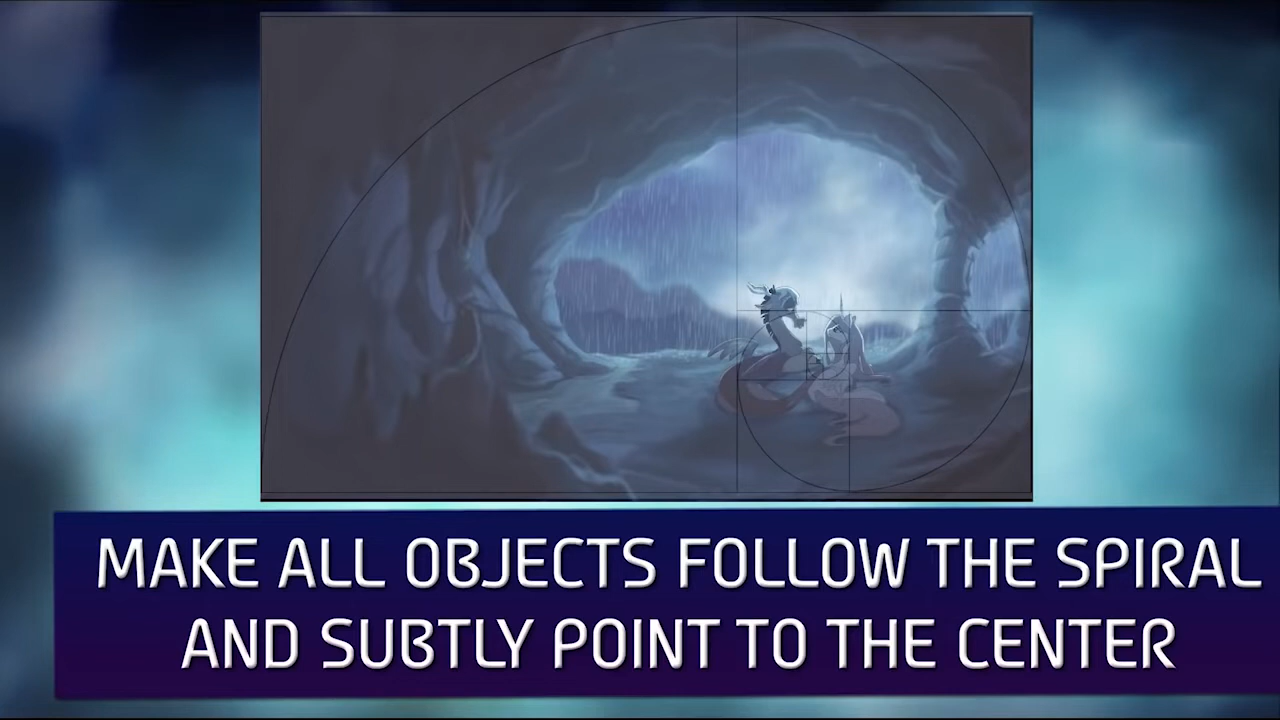 MAKE ALL OBJECTS FOLLOW THE SPIRAL
AND SUBTLY POINT TO THE CENTER